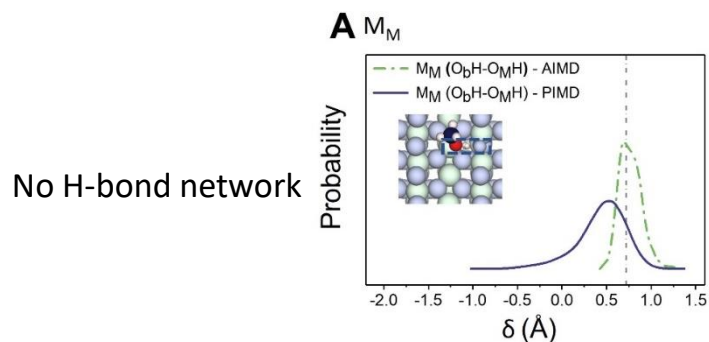 A M_M
M_M (O_bH-O_MH) - AIMD
M_M (O_bH-O_MH) - PIMD
No H-bond network
Probability
-2.0 -1.5 -1.0 -0.5 0.0 0.5 1.0 1.5
δ (Å)